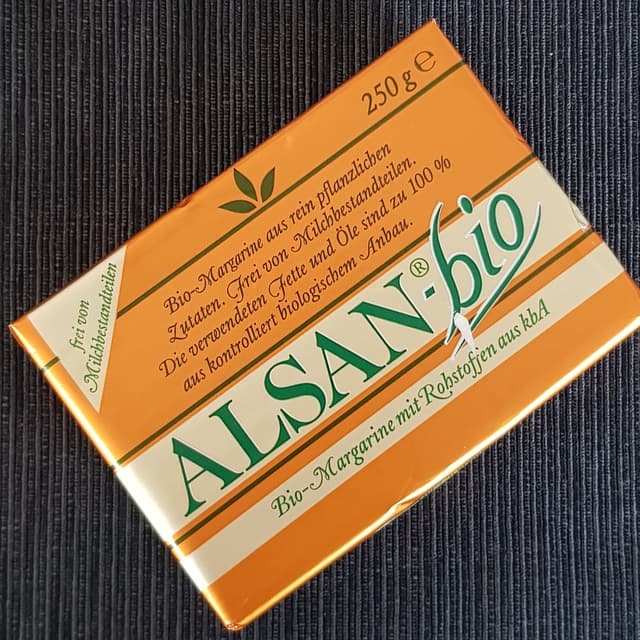 250 g ℮
Bio-Margarine aus rein pflanzlichen
Zutaten. Frei von Milchbestandteilen.
Die verwendeten Fette und Öle sind zu 100 %
aus kontrolliert biologischem Anbau.
frei von
Milchbestandteilen
ALSAN®-bio
Bio-Margarine mit Rohstoffen aus kbA